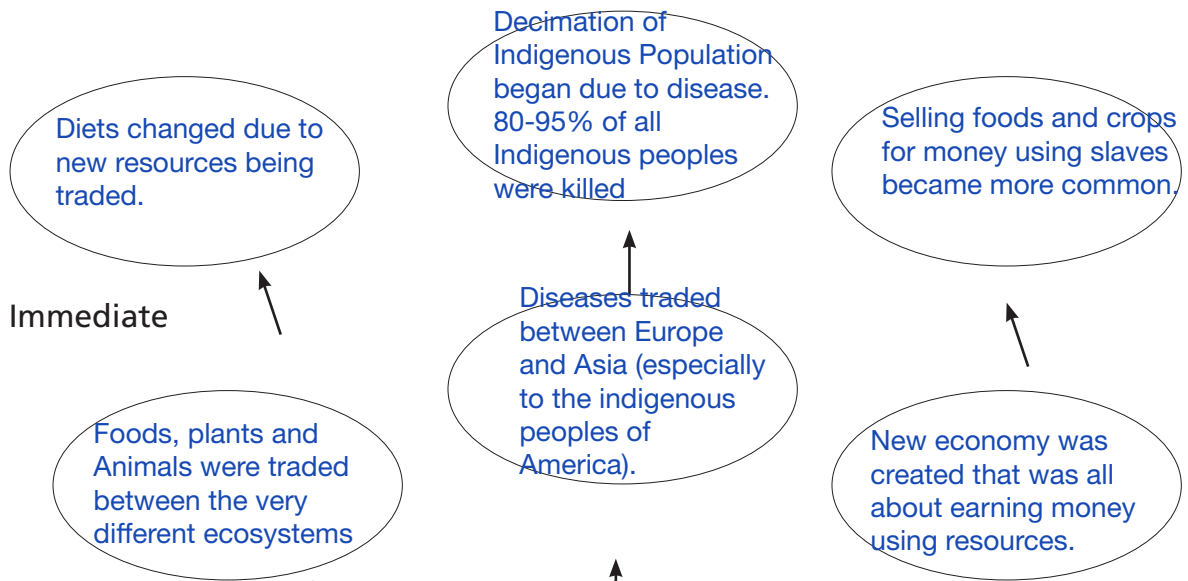 Decimation of
Indigenous Population
began due to disease.
80-95% of all
Indigenous peoples
were killed
Diets changed due to
new resources being
traded.
Selling foods and crops
for money using slaves
became more common.
Immediate
Diseases traded
between Europe
and Asia (especially
to the indigenous
peoples of
America).
Foods, plants and
Animals were traded
between the very
different ecosystems
New economy was
created that was all
about earning money
using resources.